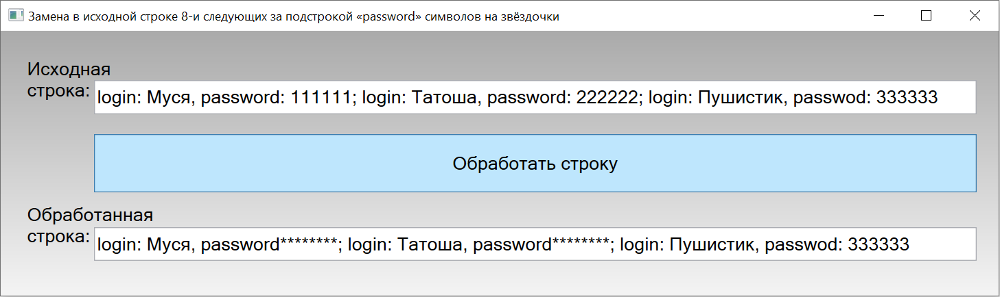 Замена в исходной строке 8-и следующих за подстрокой «password» символов на звёздочки
Исходная
строка:
login: Муся, password: 111111; login: Татоша, password: 222222; login: Пушистик, passwod: 333333
Обработать строку
Обработанная
строка:
login: Муся, password********; login: Татоша, password********; login: Пушистик, passwod: 333333